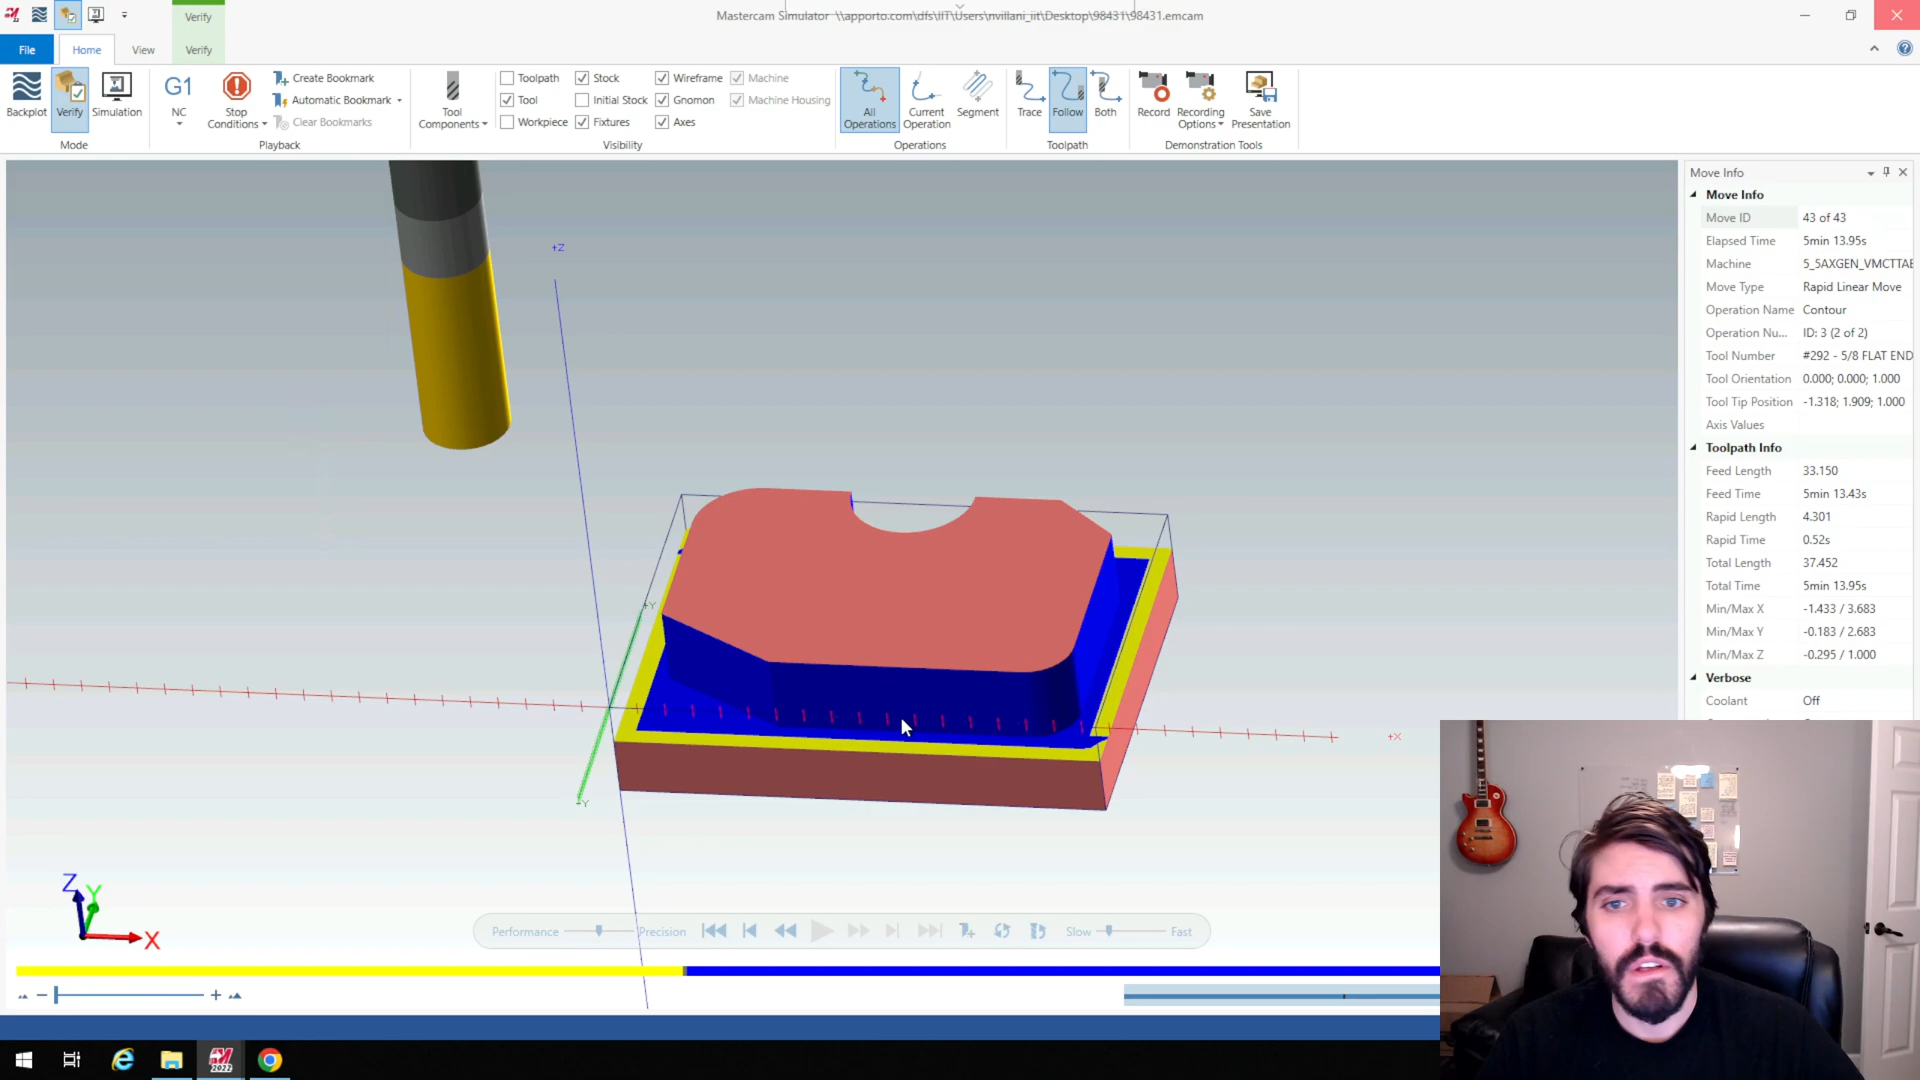 Verify
Mastercam Simulator \\apporto.com\dfs\IIT\Users\nvillani_iit\Desktop\98431\98431.emcam
File
Home
View
Verify
Backplot
Verify
Simulation
Mode
G1
NC
Stop Conditions
Create Bookmark
Automatic Bookmark
Clear Bookmarks
Playback
Tool Components
Toolpath
Stock
Wireframe
Machine
Tool
Initial Stock
Gnomon
Machine Housing
Workpiece
Fixtures
Axes
Visibility
All Operations
Current Operation
Segment
Operations
Trace
Follow
Both
Toolpath
Record
Recording Options
Save Presentation
Demonstration Tools
Move Info
Move Info
Move ID 43 of 43
Elapsed Time 5min 13.95s
Machine 5_5AXGEN_VMCTTAB
Move Type Rapid Linear Move
Operation Name Contour
Operation Nu... ID: 3 (2 of 2)
Tool Number #292 - 5/8 FLAT END
Tool Orientation 0.000; 0.000; 1.000
Tool Tip Position -1.318; 1.909; 1.000
Axis Values
Toolpath Info
Feed Length 33.150
Feed Time 5min 13.43s
Rapid Length 4.301
Rapid Time 0.52s
Total Length 37.452
Total Time 5min 13.95s
Min/Max X -1.433 / 3.683
Min/Max Y -0.183 / 2.683
Min/Max Z -0.295 / 1.000
Verbose
Coolant Off
+Z
+Y
+X
-Y
Z
Y
X
Performance
Precision
Slow
Fast
2022